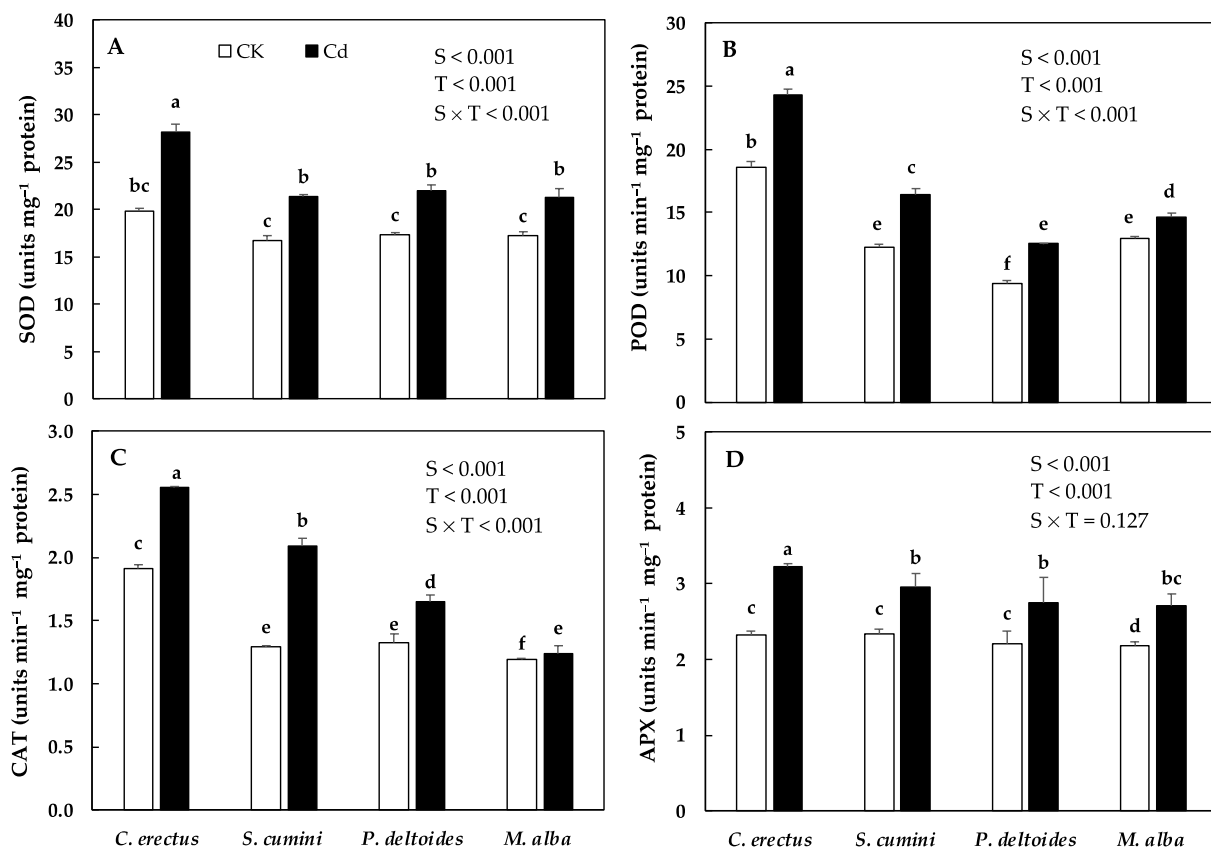 A
CK Cd
S < 0.001
T < 0.001
S × T < 0.001
SOD (units mg⁻¹ protein)
40
35
30
25
20
15
10
5
0
bc a c b c b c b
B
S < 0.001
T < 0.001
S × T < 0.001
POD (units min⁻¹ mg⁻¹ protein)
30
25
20
15
10
5
0
b a e c f e e d
C
S < 0.001
T < 0.001
S × T < 0.001
CAT (units min⁻¹ mg⁻¹ protein)
3.0
2.5
2.0
1.5
1.0
0.5
0.0
c a e b e d f e
C. erectus S. cumini P. deltoides M. alba
D
S < 0.001
T < 0.001
S × T = 0.127
APX (units min⁻¹ mg⁻¹ protein)
5
4
3
2
1
0
c a c b c b d bc
C. erectus S. cumini P. deltoides M. alba